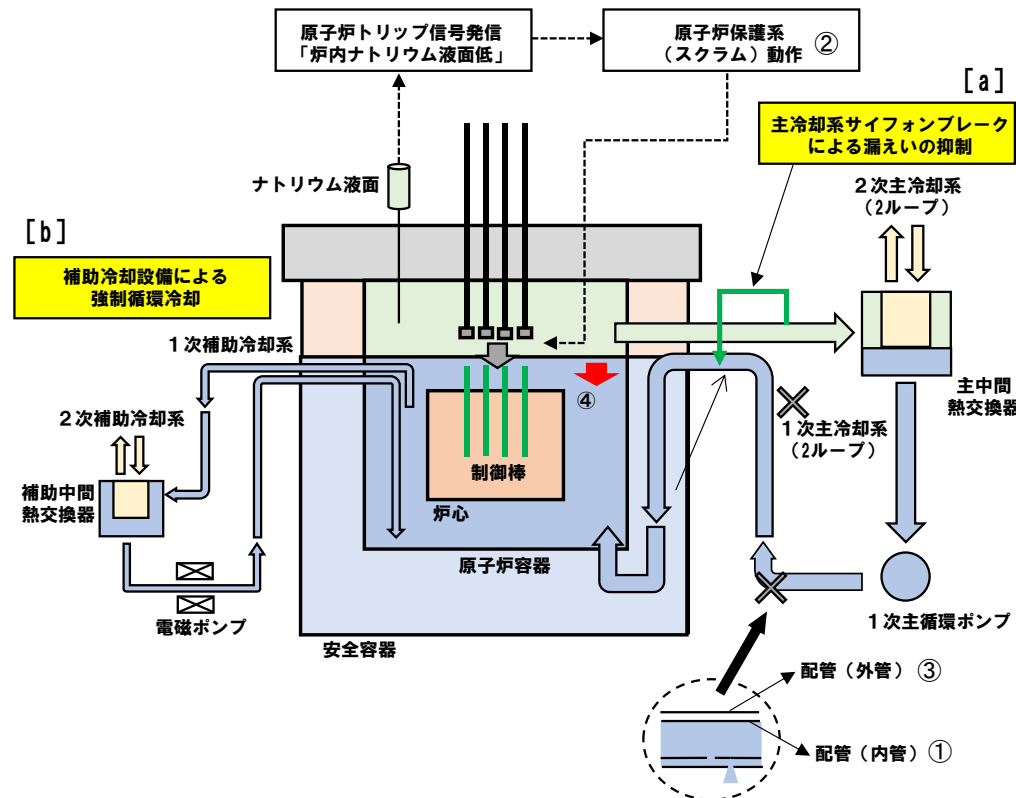 原子炉トリップ信号発信
「炉内ナトリウム液面低」
原子炉保護系
（スクラム）動作 ②
[a]
主冷却系サイフォンブレーク
による漏えいの抑制
ナトリウム液面
２次主冷却系
（2ループ）
[b]
補助冷却設備による
強制循環冷却
１次補助冷却系
２次補助冷却系
④
主中間
熱交換器
１次主冷却系
（2ループ）
制御棒
補助中間
熱交換器
炉心
原子炉容器
電磁ポンプ
１次主循環ポンプ
安全容器
配管（外管）③
配管（内管）①